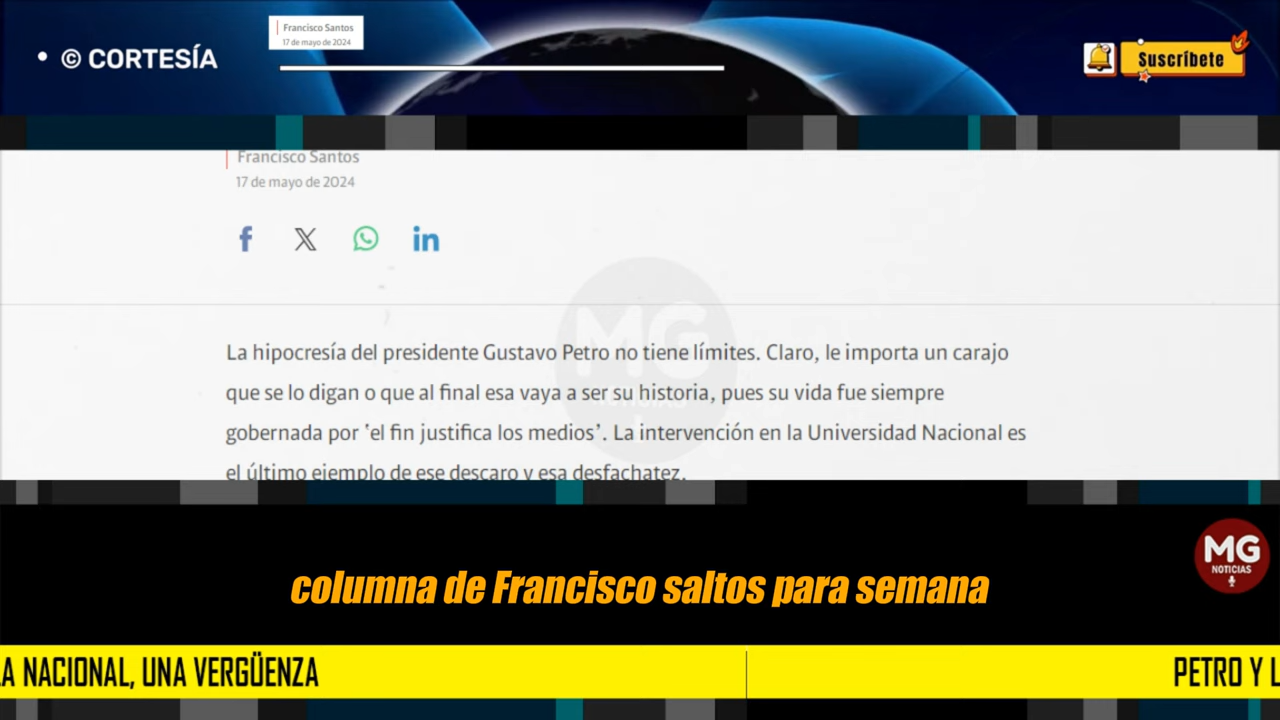 • © CORTESÍA
Francisco Santos
17 de mayo de 2024
Suscríbete
Francisco Santos
17 de mayo de 2024
La hipocresía del presidente Gustavo Petro no tiene límites. Claro, le importa un carajo
que se lo digan o que al final esa vaya a ser su historia, pues su vida fue siempre
gobernada por ‘el fin justifica los medios’. La intervención en la Universidad Nacional es
el último ejemplo de ese descaro y esa desfachatez.
MG
NOTICIAS
columna de Francisco saltos para semana
A NACIONAL, UNA VERGÜENZA
PETRO Y L